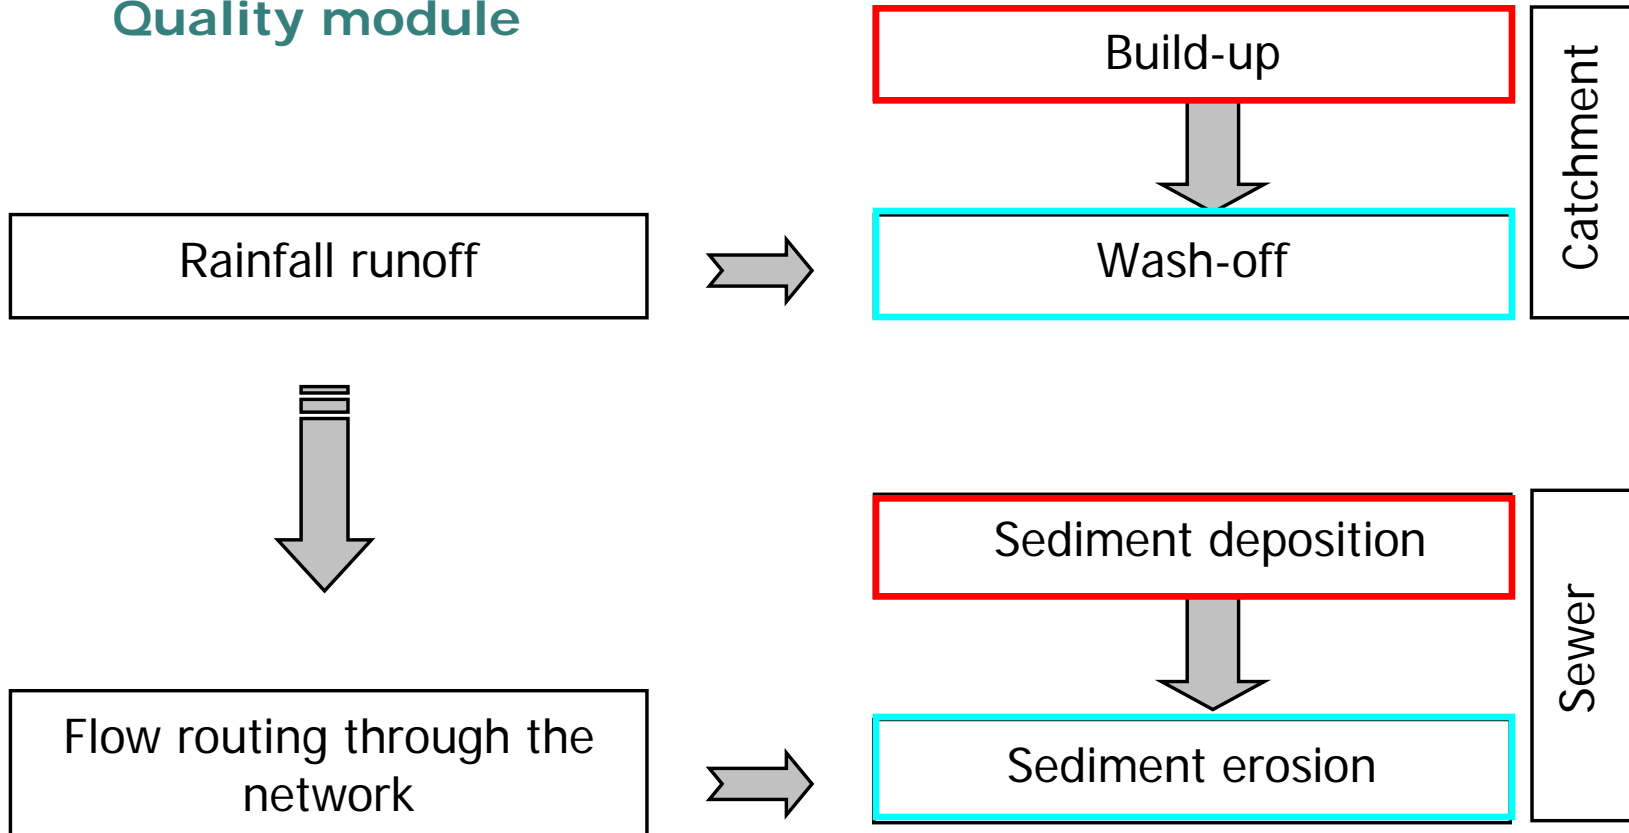 Quality module
Build-up
Catchment
Rainfall runoff
Wash-off
Sediment deposition
Sewer
Flow routing through the
network
Sediment erosion